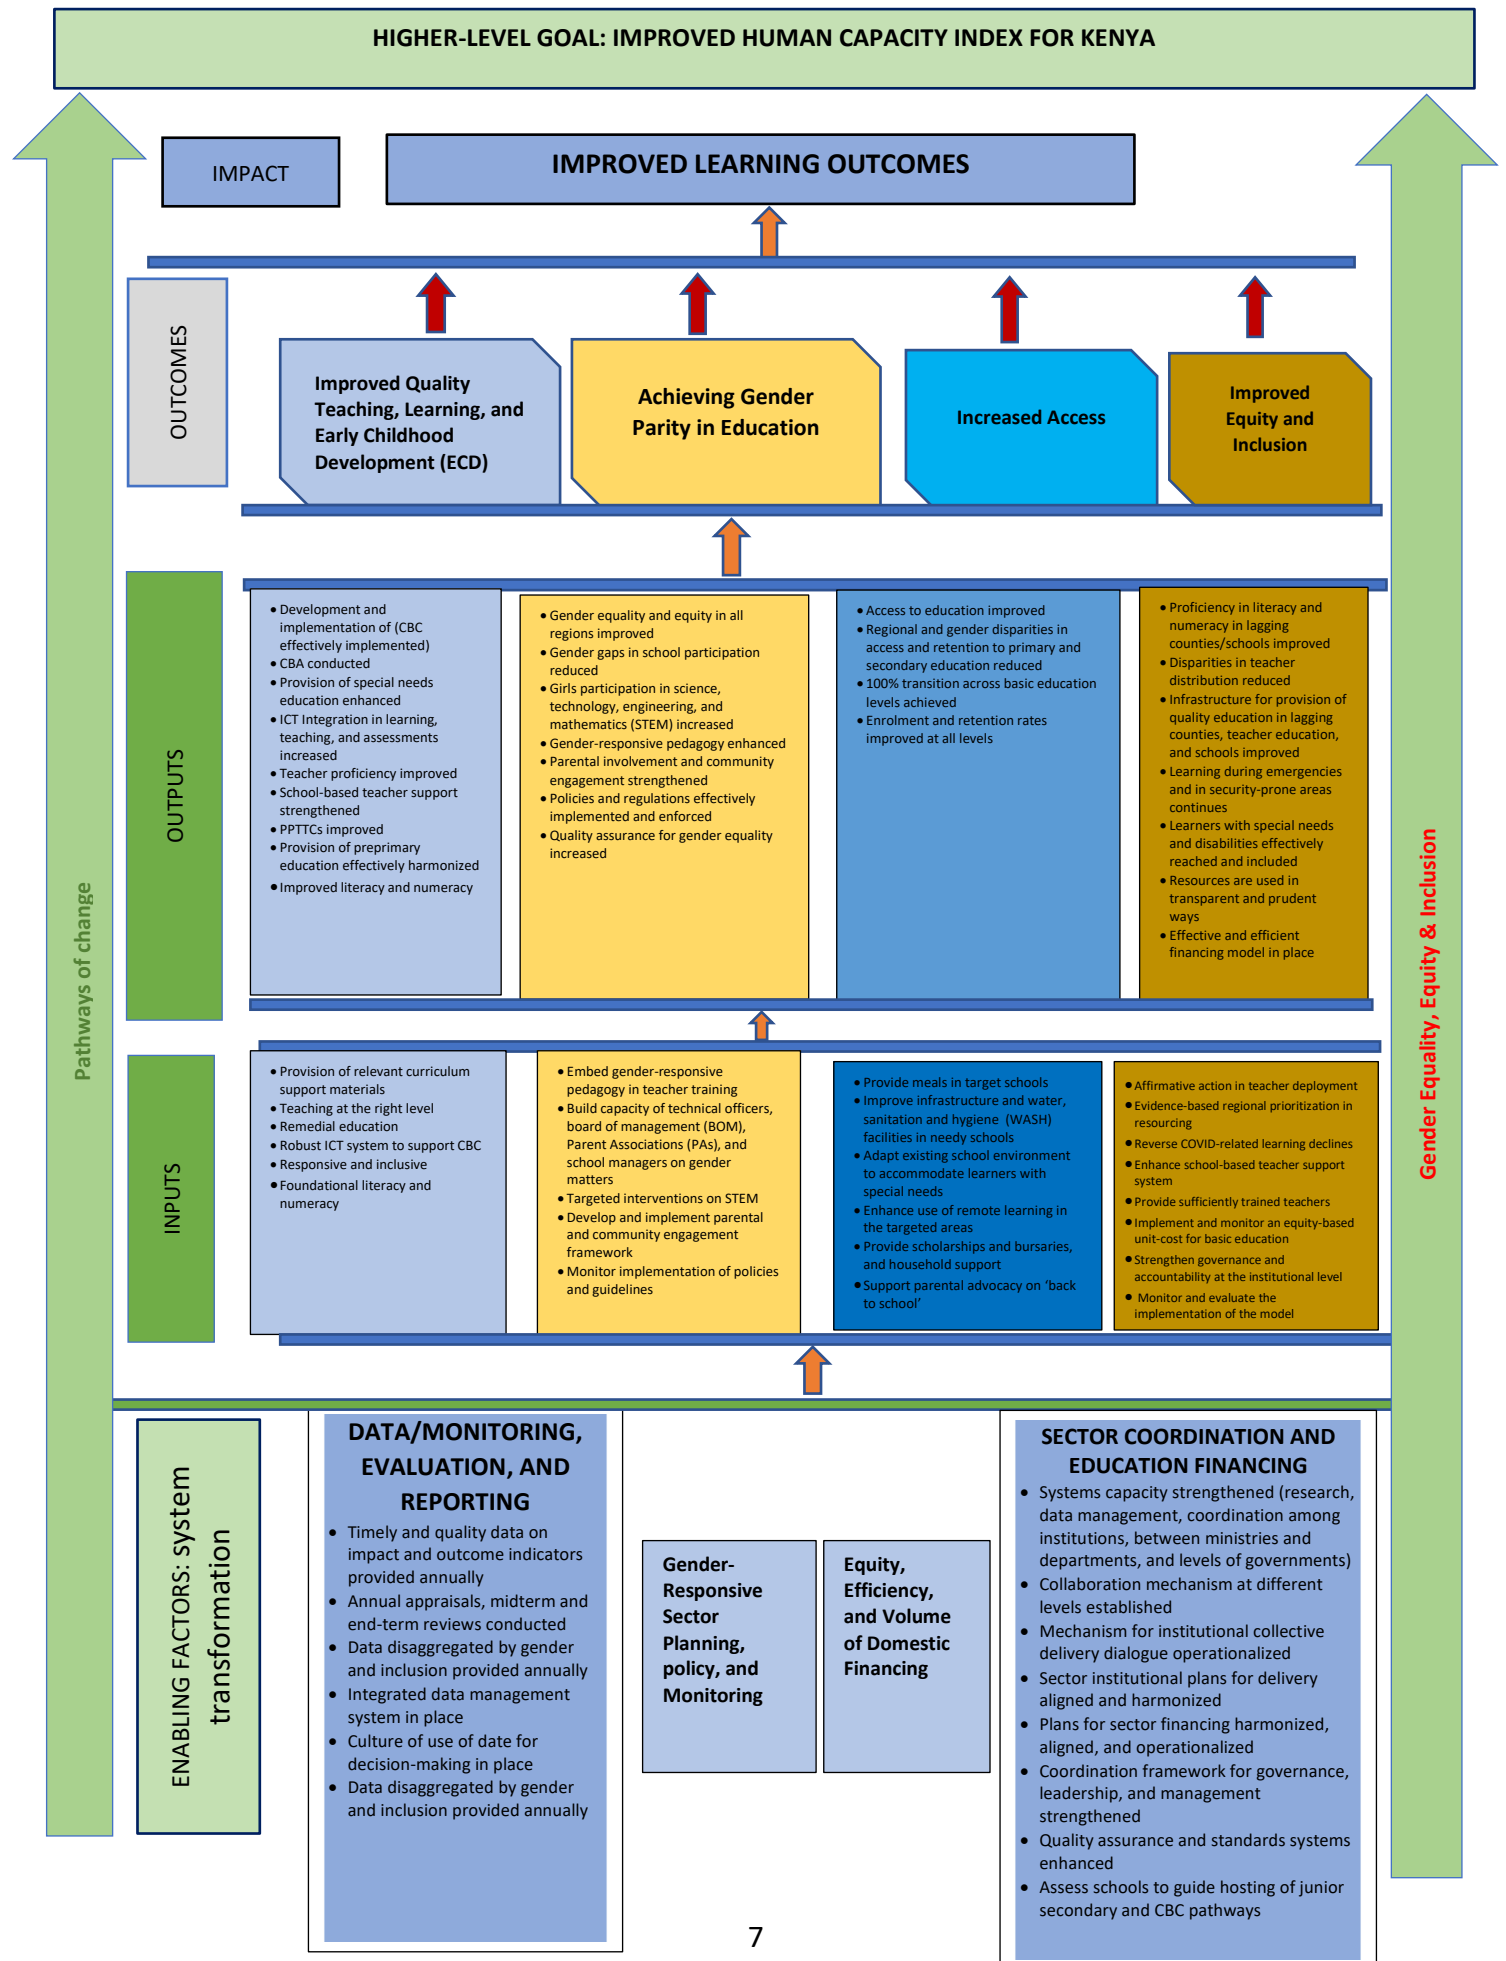 HIGHER-LEVEL GOAL: IMPROVED HUMAN CAPACITY INDEX FOR KENYA
IMPACT
IMPROVED LEARNING OUTCOMES
OUTCOMES
Improved Quality
Teaching, Learning, and
Early Childhood
Development (ECD)
Achieving Gender
Parity in Education
Increased Access
Improved
Equity and
Inclusion
Pathways of change
Gender Equality, Equity & Inclusion
OUTPUTS
• Development and
implementation of (CBC
effectively implemented)
• CBA conducted
• Provision of special needs
education enhanced
• ICT Integration in learning,
teaching, and assessments
increased
• Teacher proficiency improved
• School-based teacher support
strengthened
• PPTTCs improved
• Provision of preprimary
education effectively harmonized
• Improved literacy and numeracy
• Gender equality and equity in all
regions improved
• Gender gaps in school participation
reduced
• Girls participation in science,
technology, engineering, and
mathematics (STEM) increased
• Gender-responsive pedagogy enhanced
• Parental involvement and community
engagement strengthened
• Policies and regulations effectively
implemented and enforced
• Quality assurance for gender equality
increased
• Access to education improved
• Regional and gender disparities in
access and retention to primary and
secondary education reduced
• 100% transition across basic education
levels achieved
• Enrolment and retention rates
improved at all levels
• Proficiency in literacy and
numeracy in lagging
counties/schools improved
• Disparities in teacher
distribution reduced
• Infrastructure for provision of
quality education in lagging
counties, teacher education,
and schools improved
• Learning during emergencies
and in security-prone areas
continues
• Learners with special needs
and disabilities effectively
reached and included
• Resources are used in
transparent and prudent
ways
• Effective and efficient
financing model in place
INPUTS
• Provision of relevant curriculum
support materials
• Teaching at the right level
• Remedial education
• Robust ICT system to support CBC
• Responsive and inclusive
• Foundational literacy and
numeracy
• Embed gender-responsive
pedagogy in teacher training
• Build capacity of technical officers,
board of management (BOM),
Parent Associations (PAs), and
school managers on gender
matters
• Targeted interventions on STEM
• Develop and implement parental
and community engagement
framework
• Monitor implementation of policies
and guidelines
• Provide meals in target schools
• Improve infrastructure and water,
sanitation and hygiene (WASH)
facilities in needy schools
• Adapt existing school environment
to accommodate learners with
special needs
• Enhance use of remote learning in
the targeted areas
• Provide scholarships and bursaries,
and household support
• Support parental advocacy on ‘back
to school’
• Affirmative action in teacher deployment
• Evidence-based regional prioritization in
resourcing
• Reverse COVID-related learning declines
• Enhance school-based teacher support
system
• Provide sufficiently trained teachers
• Implement and monitor an equity-based
unit-cost for basic education
• Strengthen governance and
accountability at the institutional level
• Monitor and evaluate the
implementation of the model
ENABLING FACTORS: system
transformation
DATA/MONITORING,
EVALUATION, AND
REPORTING
• Timely and quality data on
impact and outcome indicators
provided annually
• Annual appraisals, midterm and
end-term reviews conducted
• Data disaggregated by gender
and inclusion provided annually
• Integrated data management
system in place
• Culture of use of date for
decision-making in place
• Data disaggregated by gender
and inclusion provided annually
Gender-
Responsive
Sector
Planning,
policy, and
Monitoring
Equity,
Efficiency,
and Volume
of Domestic
Financing
SECTOR COORDINATION AND
EDUCATION FINANCING
• Systems capacity strengthened (research,
data management, coordination among
institutions, between ministries and
departments, and levels of governments)
• Collaboration mechanism at different
levels established
• Mechanism for institutional collective
delivery dialogue operationalized
• Sector institutional plans for delivery
aligned and harmonized
• Plans for sector financing harmonized,
aligned, and operationalized
• Coordination framework for governance,
leadership, and management
strengthened
• Quality assurance and standards systems
enhanced
• Assess schools to guide hosting of junior
secondary and CBC pathways
7